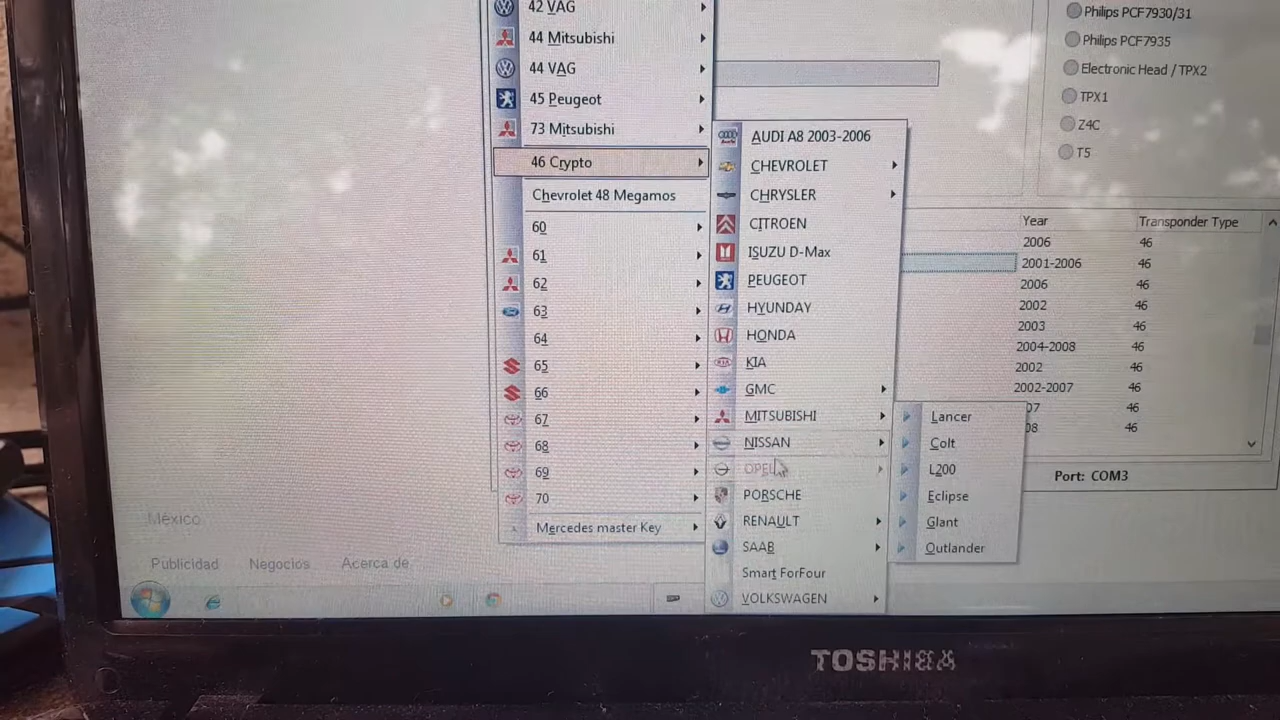 42 VAG
44 Mitsubishi
44 VAG
45 Peugeot
73 Mitsubishi
46 Crypto
Chevrolet 48 Megamos
60
61
62
63
64
65
66
67
68
69
70
Mercedes master Key
AUDI A8 2003-2006
CHEVROLET
CHRYSLER
CITROEN
ISUZU D-Max
PEUGEOT
HYUNDAY
HONDA
KIA
GMC
MITSUBISHI
NISSAN
OPEL
PORSCHE
RENAULT
SAAB
Smart ForFour
VOLKSWAGEN
Lancer
Colt
L200
Eclipse
Glant
Outlander
Philips PCF7930/31
Philips PCF7935
Electronic Head / TPX2
TPX1
Z4C
T5
Year Transponder Type
2006 46
2001-2006 46
2006 46
2002 46
2003 46
2004-2008 46
2002 46
2002-2007 46
07 46
08 46
Port: COM3
México
Publicidad Negocios Acerca de
TOSHIBA